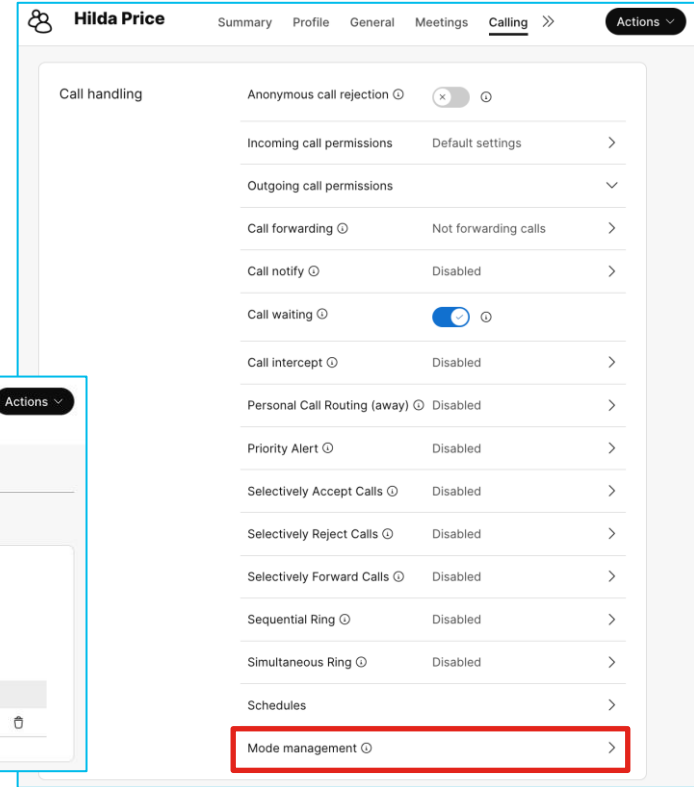 Hilda Price Summary Profile General Meetings Calling Actions
Call handling Anonymous call rejection
Incoming call permissions Default settings
Outgoing call permissions
Call forwarding Not forwarding calls
Call notify Disabled
Call waiting
Call intercept Disabled
Actions
Personal Call Routing (away) Disabled
Priority Alert Disabled
Selectively Accept Calls Disabled
Selectively Reject Calls Disabled
Selectively Forward Calls Disabled
Sequential Ring Disabled
Simultaneous Ring Disabled
Schedules
Mode management